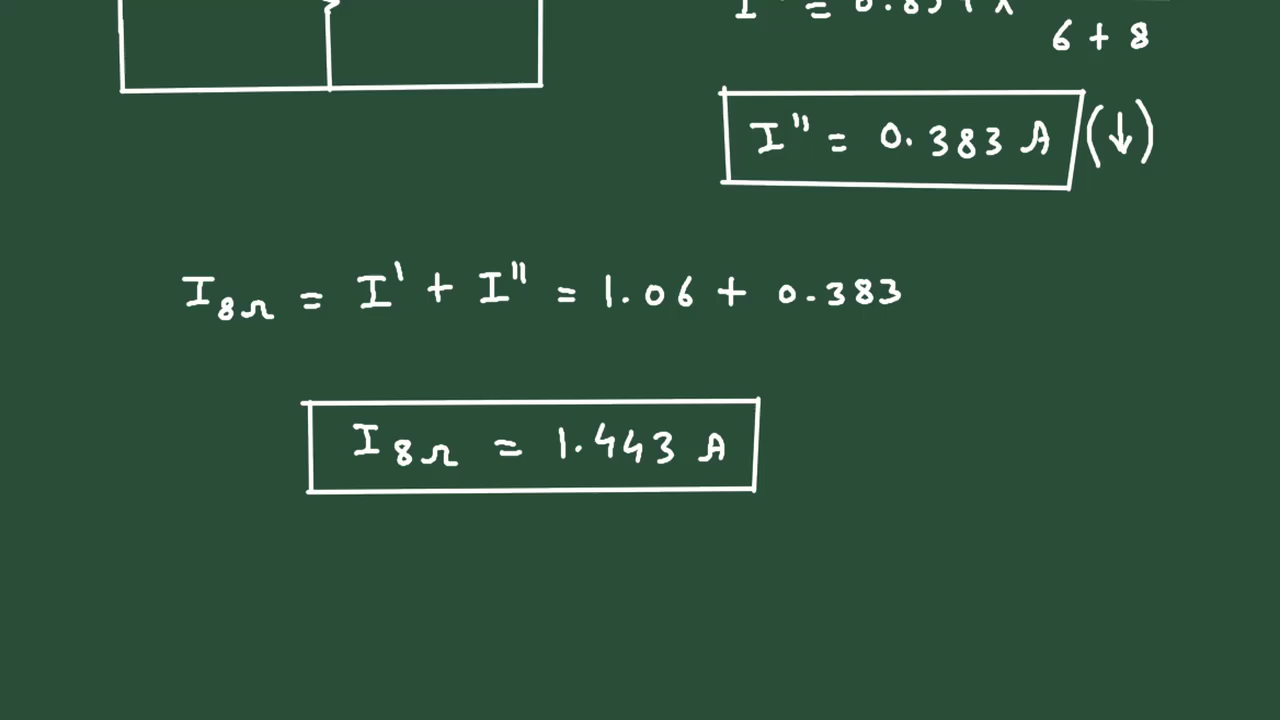 6 + 8
I'' = 0.383 A (↓)
I8Ω = I' + I'' = 1.06 + 0.383
I8Ω = 1.443 A